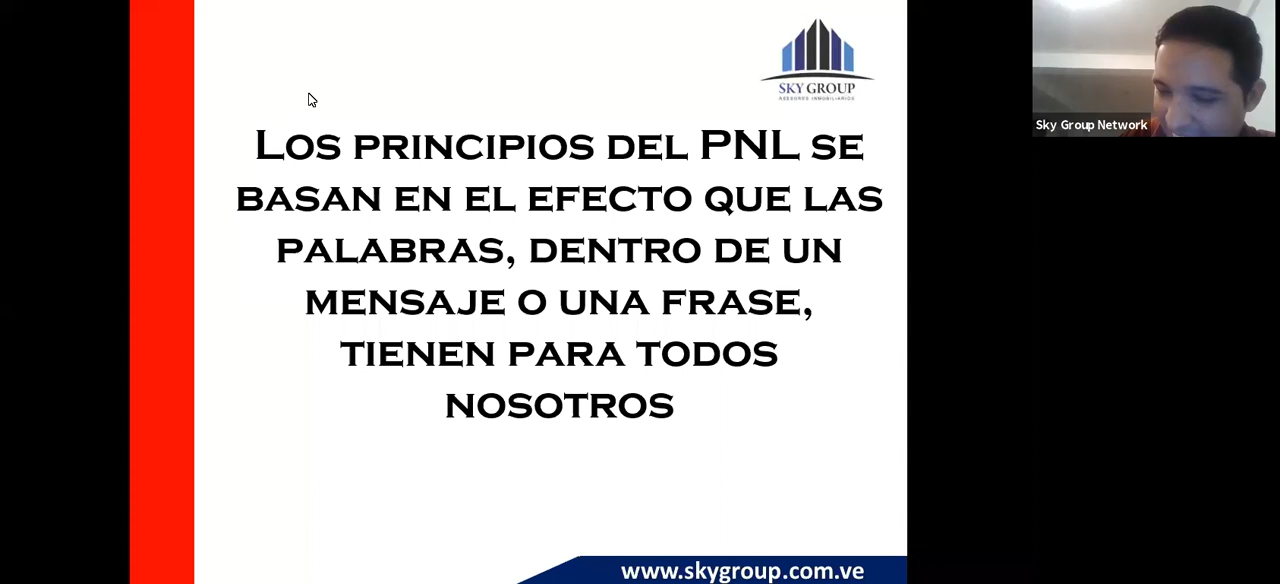 SKY GROUP
ASESORES INMOBILIARIOS
Sky Group Network
LOS PRINCIPIOS DEL PNL SE
BASAN EN EL EFECTO QUE LAS
PALABRAS, DENTRO DE UN
MENSAJE O UNA FRASE,
TIENEN PARA TODOS
NOSOTROS
www.skygroup.com.ve